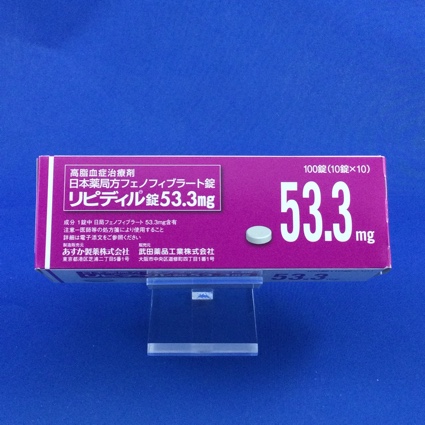 高脂血症治療剤
日本薬局方フェノフィブラート錠
リピディル錠53.3mg
成分 1錠中 日局フェノフィブラート 53.3mg含有
注意－医師等の処方箋により使用すること
詳細は電子添文をご参照ください
製造販売元
あすか製薬株式会社
東京都港区芝浦二丁目5番1号
販売元
武田薬品工業株式会社
大阪市中央区道修町四丁目1番1号
100錠(10錠×10)
53.3mg
53.3